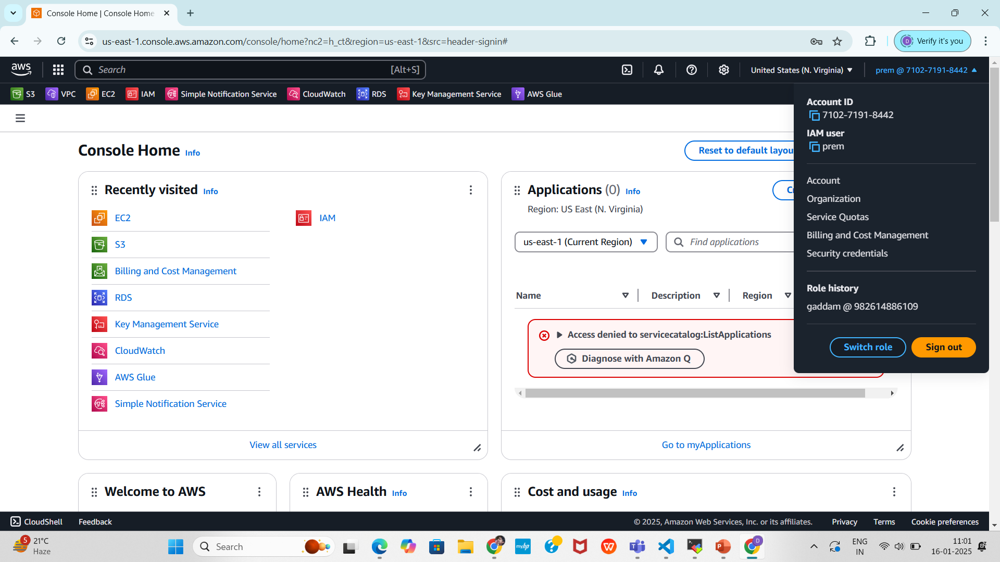 Console Home | Console Home
us-east-1.console.aws.amazon.com/console/home?nc2=h_ct&region=us-east-1&src=header-signin#
D Verify it's you
aws
Search [Alt+S]
United States (N. Virginia)
prem @ 7102-7191-8442
S3 VPC EC2 IAM Simple Notification Service CloudWatch RDS Key Management Service AWS Glue
Account ID
7102-7191-8442
IAM user
prem
Account
Organization
Service Quotas
Billing and Cost Management
Security credentials
Role history
gaddam @ 982614886109
Switch role Sign out
Console Home Info
Reset to default layou
Recently visited Info
EC2
S3
Billing and Cost Management
RDS
Key Management Service
CloudWatch
AWS Glue
Simple Notification Service
IAM
View all services
Applications (0) Info
Region: US East (N. Virginia)
us-east-1 (Current Region)
Find applications
Name Description Region
Access denied to servicecatalog:ListApplications
Diagnose with Amazon Q
Go to myApplications
Welcome to AWS
AWS Health Info
Cost and usage Info
CloudShell Feedback
© 2025, Amazon Web Services, Inc. or its affiliates. Privacy Terms Cookie preferences
5
21°C
Haze
Search
myhp
D
ENG
IN
11:01
16-01-2025